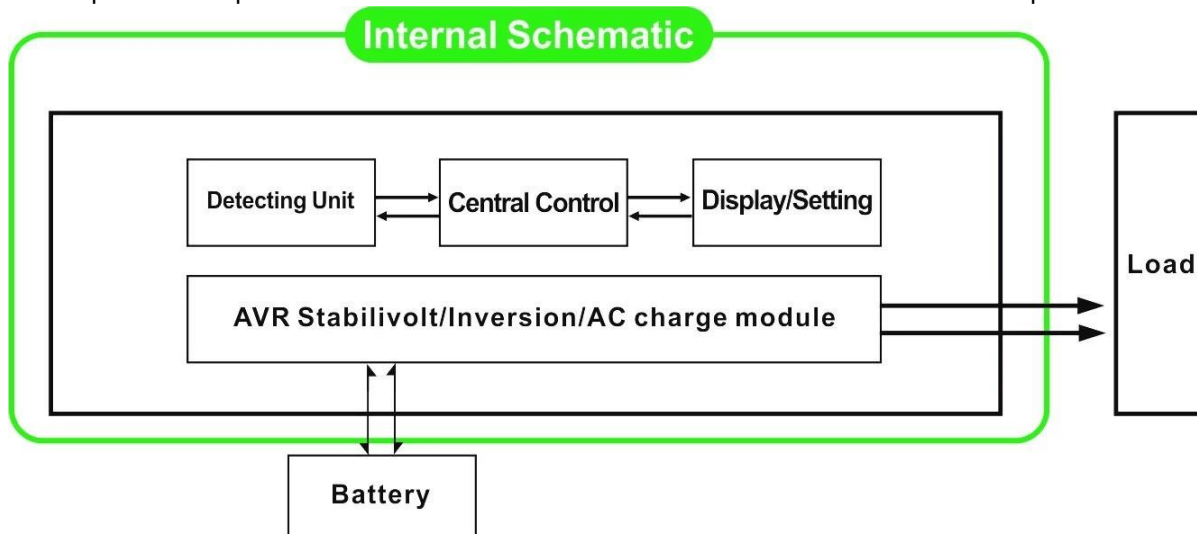 Internal Schematic
Detecting Unit
Central Control
Display/Setting
Load
AVR Stabilivolt/Inversion/AC charge module
Battery